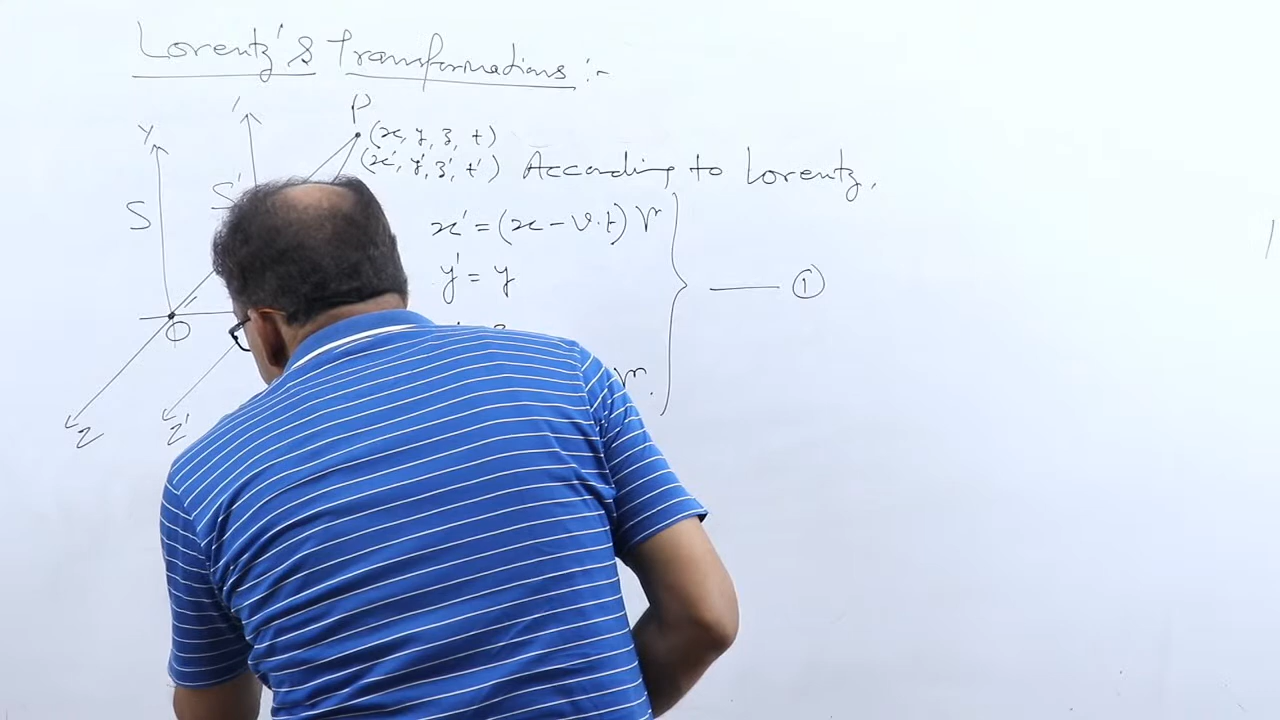 Lorentz's Transformations :-
Y
P
(x, y, z, t)
S
S'
(x', y', z', t') According to Lorentz,
x' = (x - v.t) γ
y' = y
①
O
γ.
Z
Z'